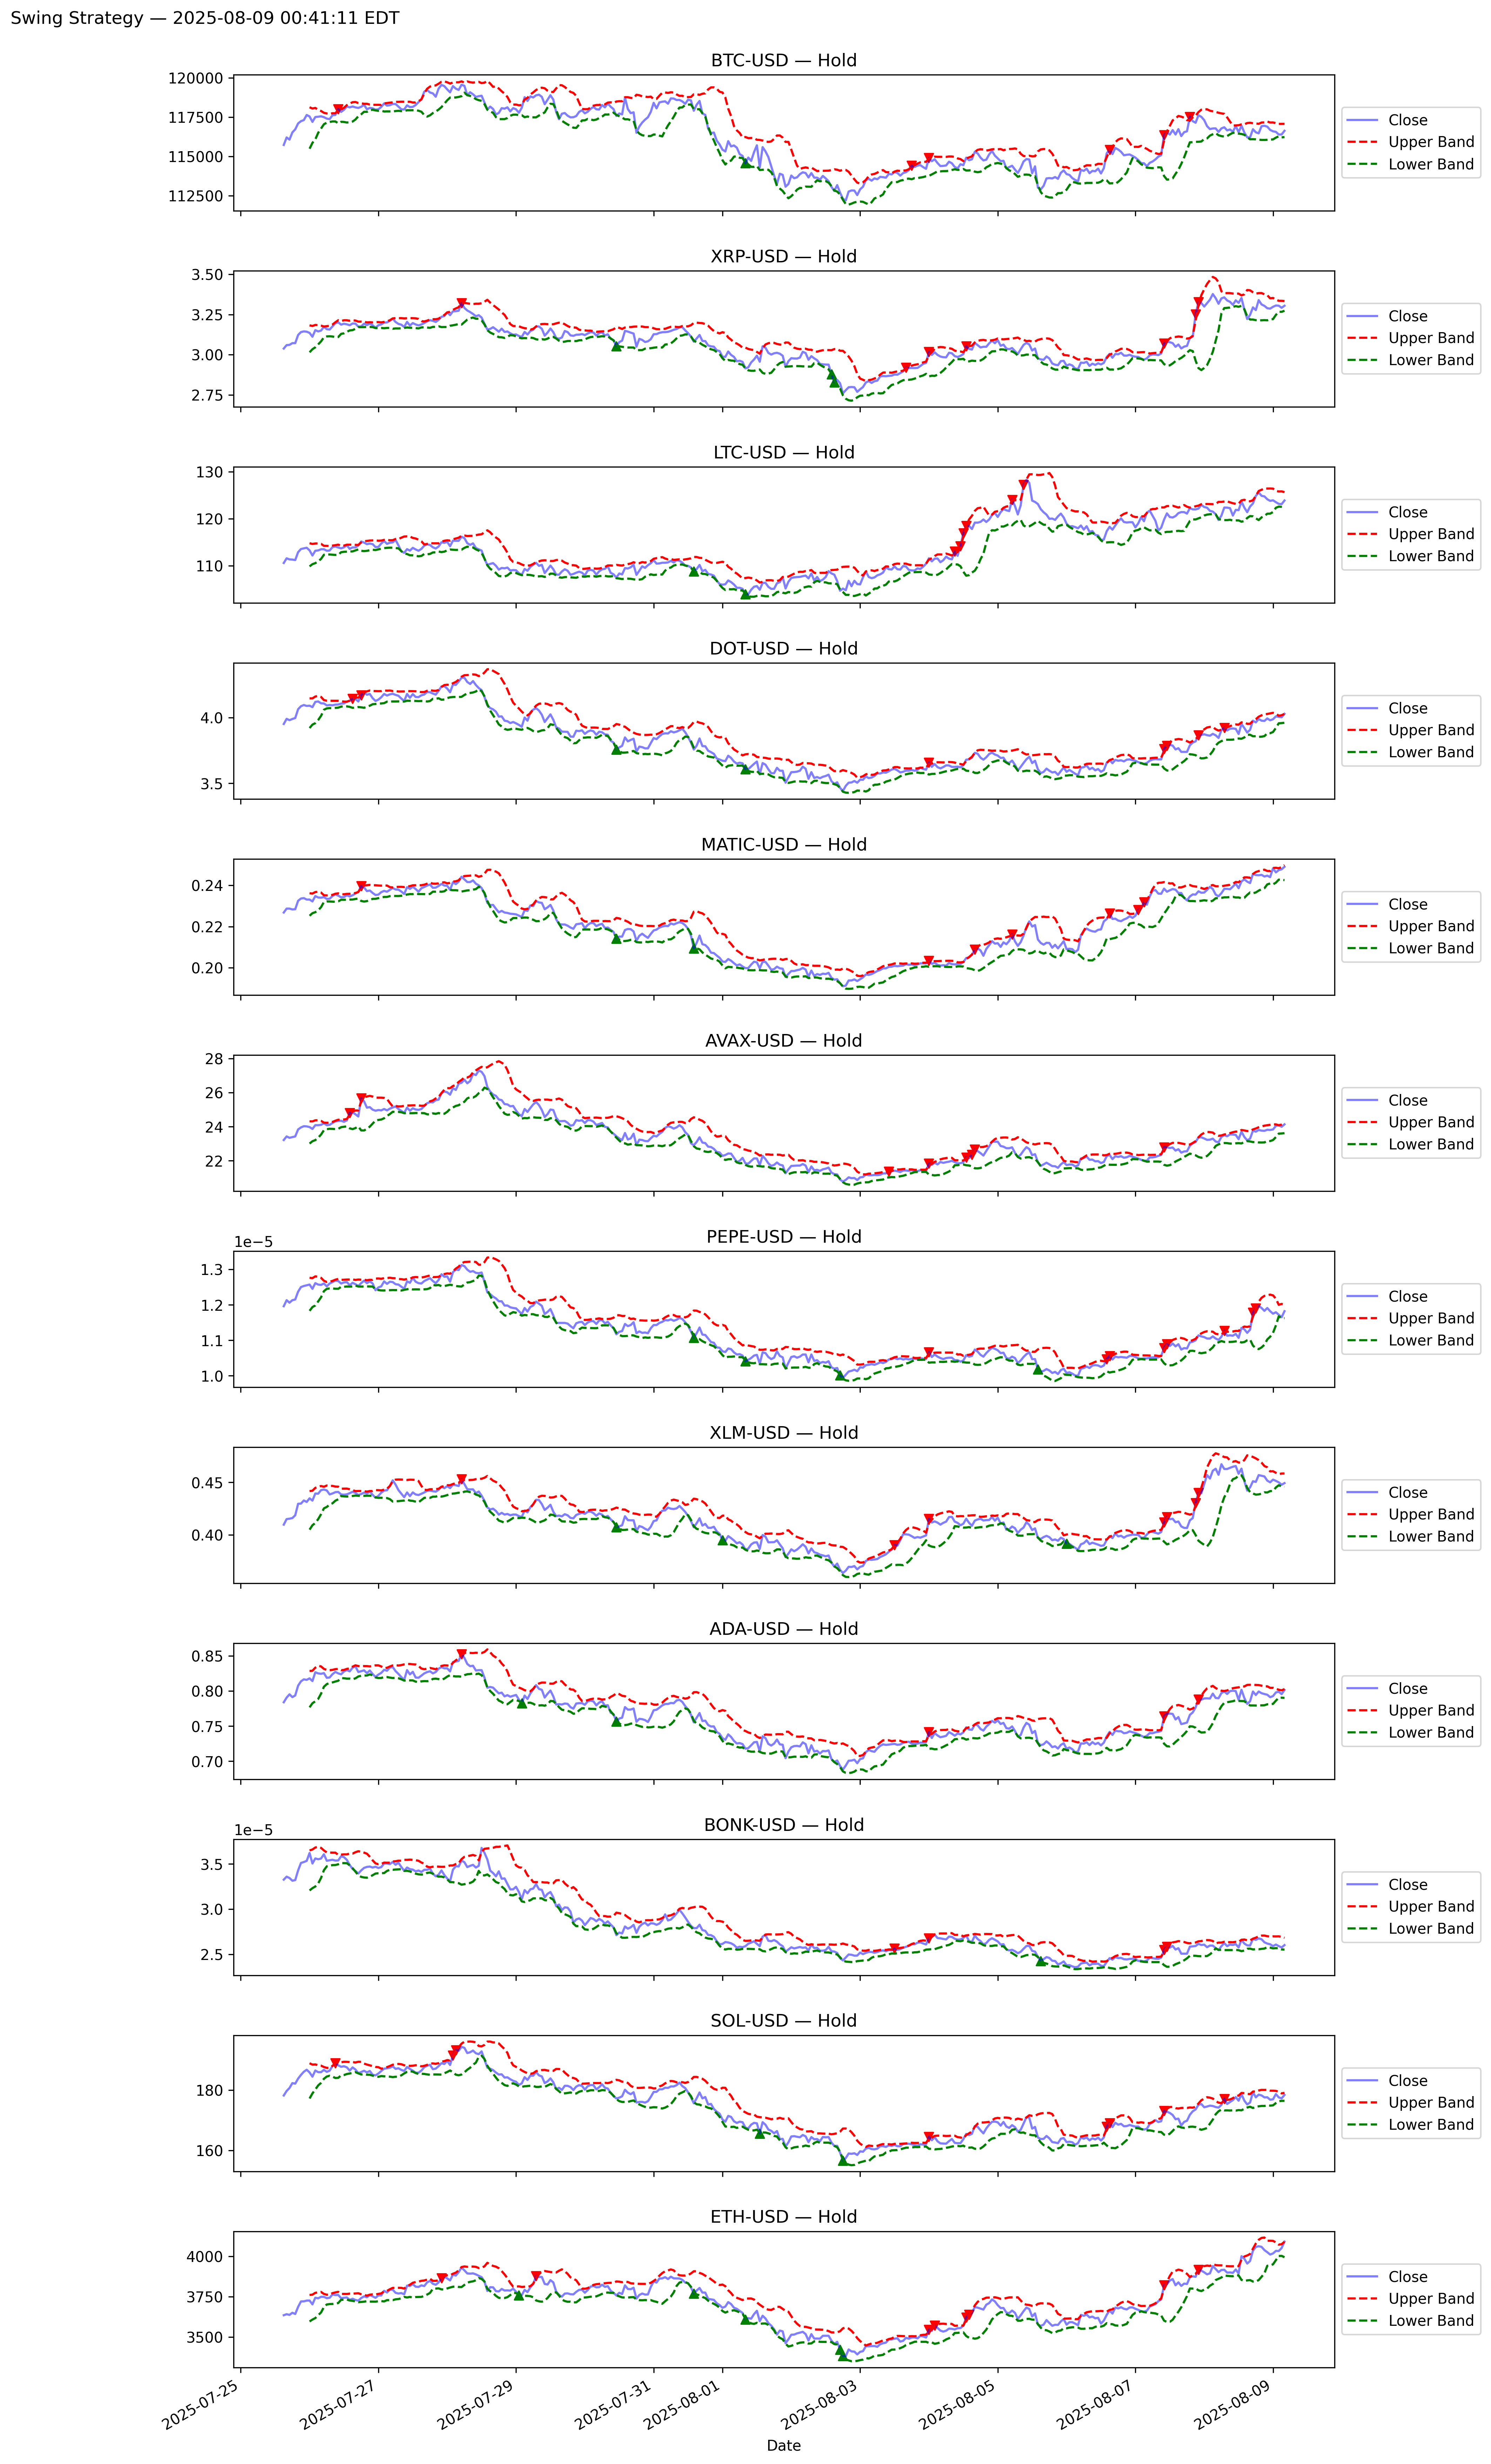 Swing Strategy — 2025-08-09 00:41:11 EDT
BTC-USD — Hold
120000
117500
115000
112500
Close
Upper Band
Lower Band
XRP-USD — Hold
3.50
3.25
3.00
2.75
Close
Upper Band
Lower Band
LTC-USD — Hold
130
120
110
Close
Upper Band
Lower Band
DOT-USD — Hold
4.0
3.5
Close
Upper Band
Lower Band
MATIC-USD — Hold
0.24
0.22
0.20
Close
Upper Band
Lower Band
AVAX-USD — Hold
28
26
24
22
Close
Upper Band
Lower Band
PEPE-USD — Hold
1e−5
1.3
1.2
1.1
1.0
Close
Upper Band
Lower Band
XLM-USD — Hold
0.45
0.40
Close
Upper Band
Lower Band
ADA-USD — Hold
0.85
0.80
0.75
0.70
Close
Upper Band
Lower Band
BONK-USD — Hold
1e−5
3.5
3.0
2.5
Close
Upper Band
Lower Band
SOL-USD — Hold
180
160
Close
Upper Band
Lower Band
ETH-USD — Hold
4000
3750
3500
Close
Upper Band
Lower Band
2025-07-25
2025-07-27
2025-07-29
2025-07-31
2025-08-01
2025-08-03
2025-08-05
2025-08-07
2025-08-09
Date